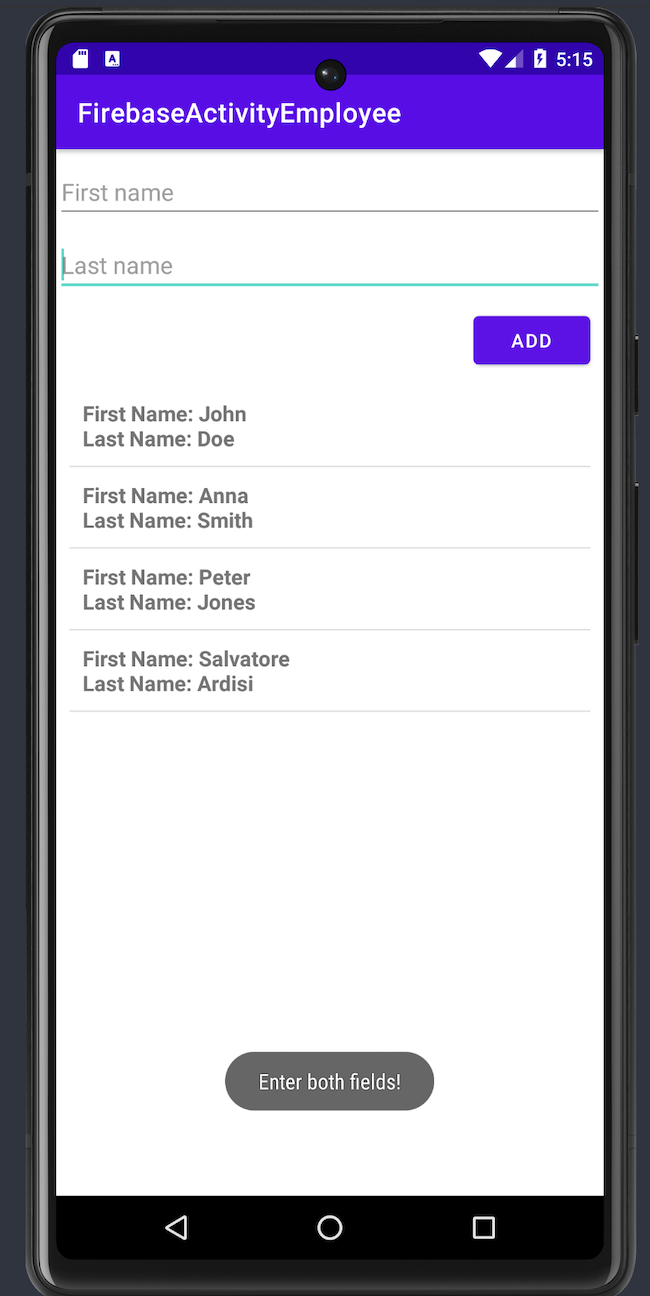 5:15
FirebaseActivityEmployee
First name
Last name
ADD
First Name: John
Last Name: Doe
First Name: Anna
Last Name: Smith
First Name: Peter
Last Name: Jones
First Name: Salvatore
Last Name: Ardisi
Enter both fields!